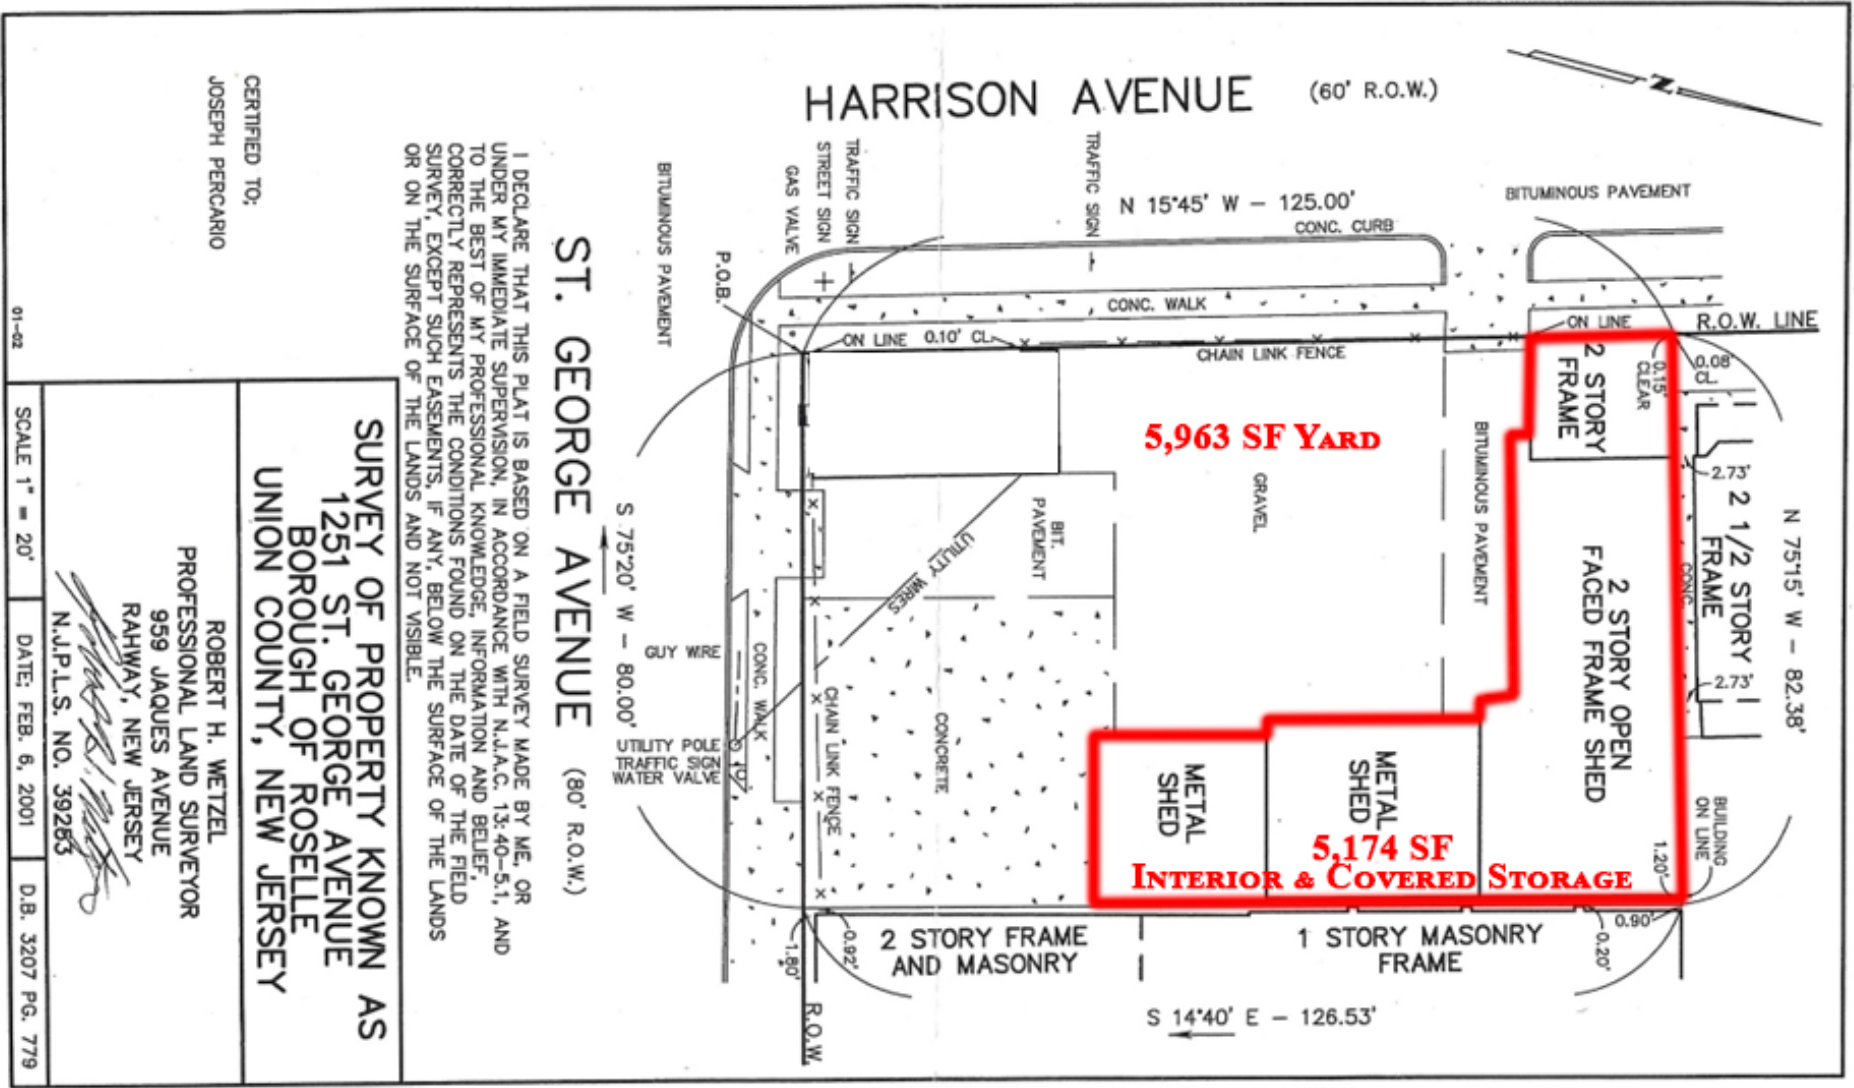 HARRISON AVENUE (60' R.O.W.)
N
CERTIFIED TO;
JOSEPH PERCARIO
I DECLARE THAT THIS PLAT IS BASED ON A FIELD SURVEY MADE BY ME, OR
UNDER MY IMMEDIATE SUPERVISION, IN ACCORDANCE WITH N.J.A.C. 13:40-5.1, AND
TO THE BEST OF MY PROFESSIONAL KNOWLEDGE, INFORMATION AND BELIEF,
CORRECTLY REPRESENTS THE CONDITIONS FOUND ON THE DATE OF THE FIELD
SURVEY, EXCEPT SUCH EASEMENTS, IF ANY, BELOW THE SURFACE OF THE LANDS
OR ON THE SURFACE OF THE LANDS AND NOT VISIBLE.
BITUMINOUS PAVEMENT
GAS VALVE
STREET SIGN
TRAFFIC SIGN
TRAFFIC SIGN
N 15°45' W - 125.00'
CONC. CURB
BITUMINOUS PAVEMENT
P.O.B.
CONC. WALK
ON LINE
0.10' CL.
CHAIN LINK FENCE
ON LINE
R.O.W. LINE
2 STORY
FRAME
0.15'
CLEAR
0.08'
CL.
5,963 SF YARD
GRAVEL
BITUMINOUS PAVEMENT
2.73'
2 1/2 STORY
FRAME
CONC.
2.73'
N 75°15' W - 82.38'
2 STORY OPEN
FACED FRAME SHED
BIT.
PAVEMENT
UTILITY WIRES
ST. GEORGE AVENUE (80' R.O.W.)
S 75°20' W - 80.00'
GUY WIRE
CONC. WALK
UTILITY POLE
TRAFFIC SIGN
WATER VALVE
CHAIN LINK FENCE
CONCRETE
METAL
SHED
METAL
SHED
5,174 SF
INTERIOR & COVERED STORAGE
1.20'
BUILDING
ON LINE
0.90'
0.20'
1.80'
0.92'
2 STORY FRAME
AND MASONRY
1 STORY MASONRY
FRAME
R.O.W.
S 14°40' E - 126.53'
SURVEY OF PROPERTY KNOWN AS
1251 ST. GEORGE AVENUE
BOROUGH OF ROSELLE
UNION COUNTY, NEW JERSEY
ROBERT H. WETZEL
PROFESSIONAL LAND SURVEYOR
959 JAQUES AVENUE
RAHWAY, NEW JERSEY
N.J.P.L.S. NO. 39283
01-02
SCALE 1" = 20'
DATE; FEB. 6, 2001
D.B. 3207 PG. 779